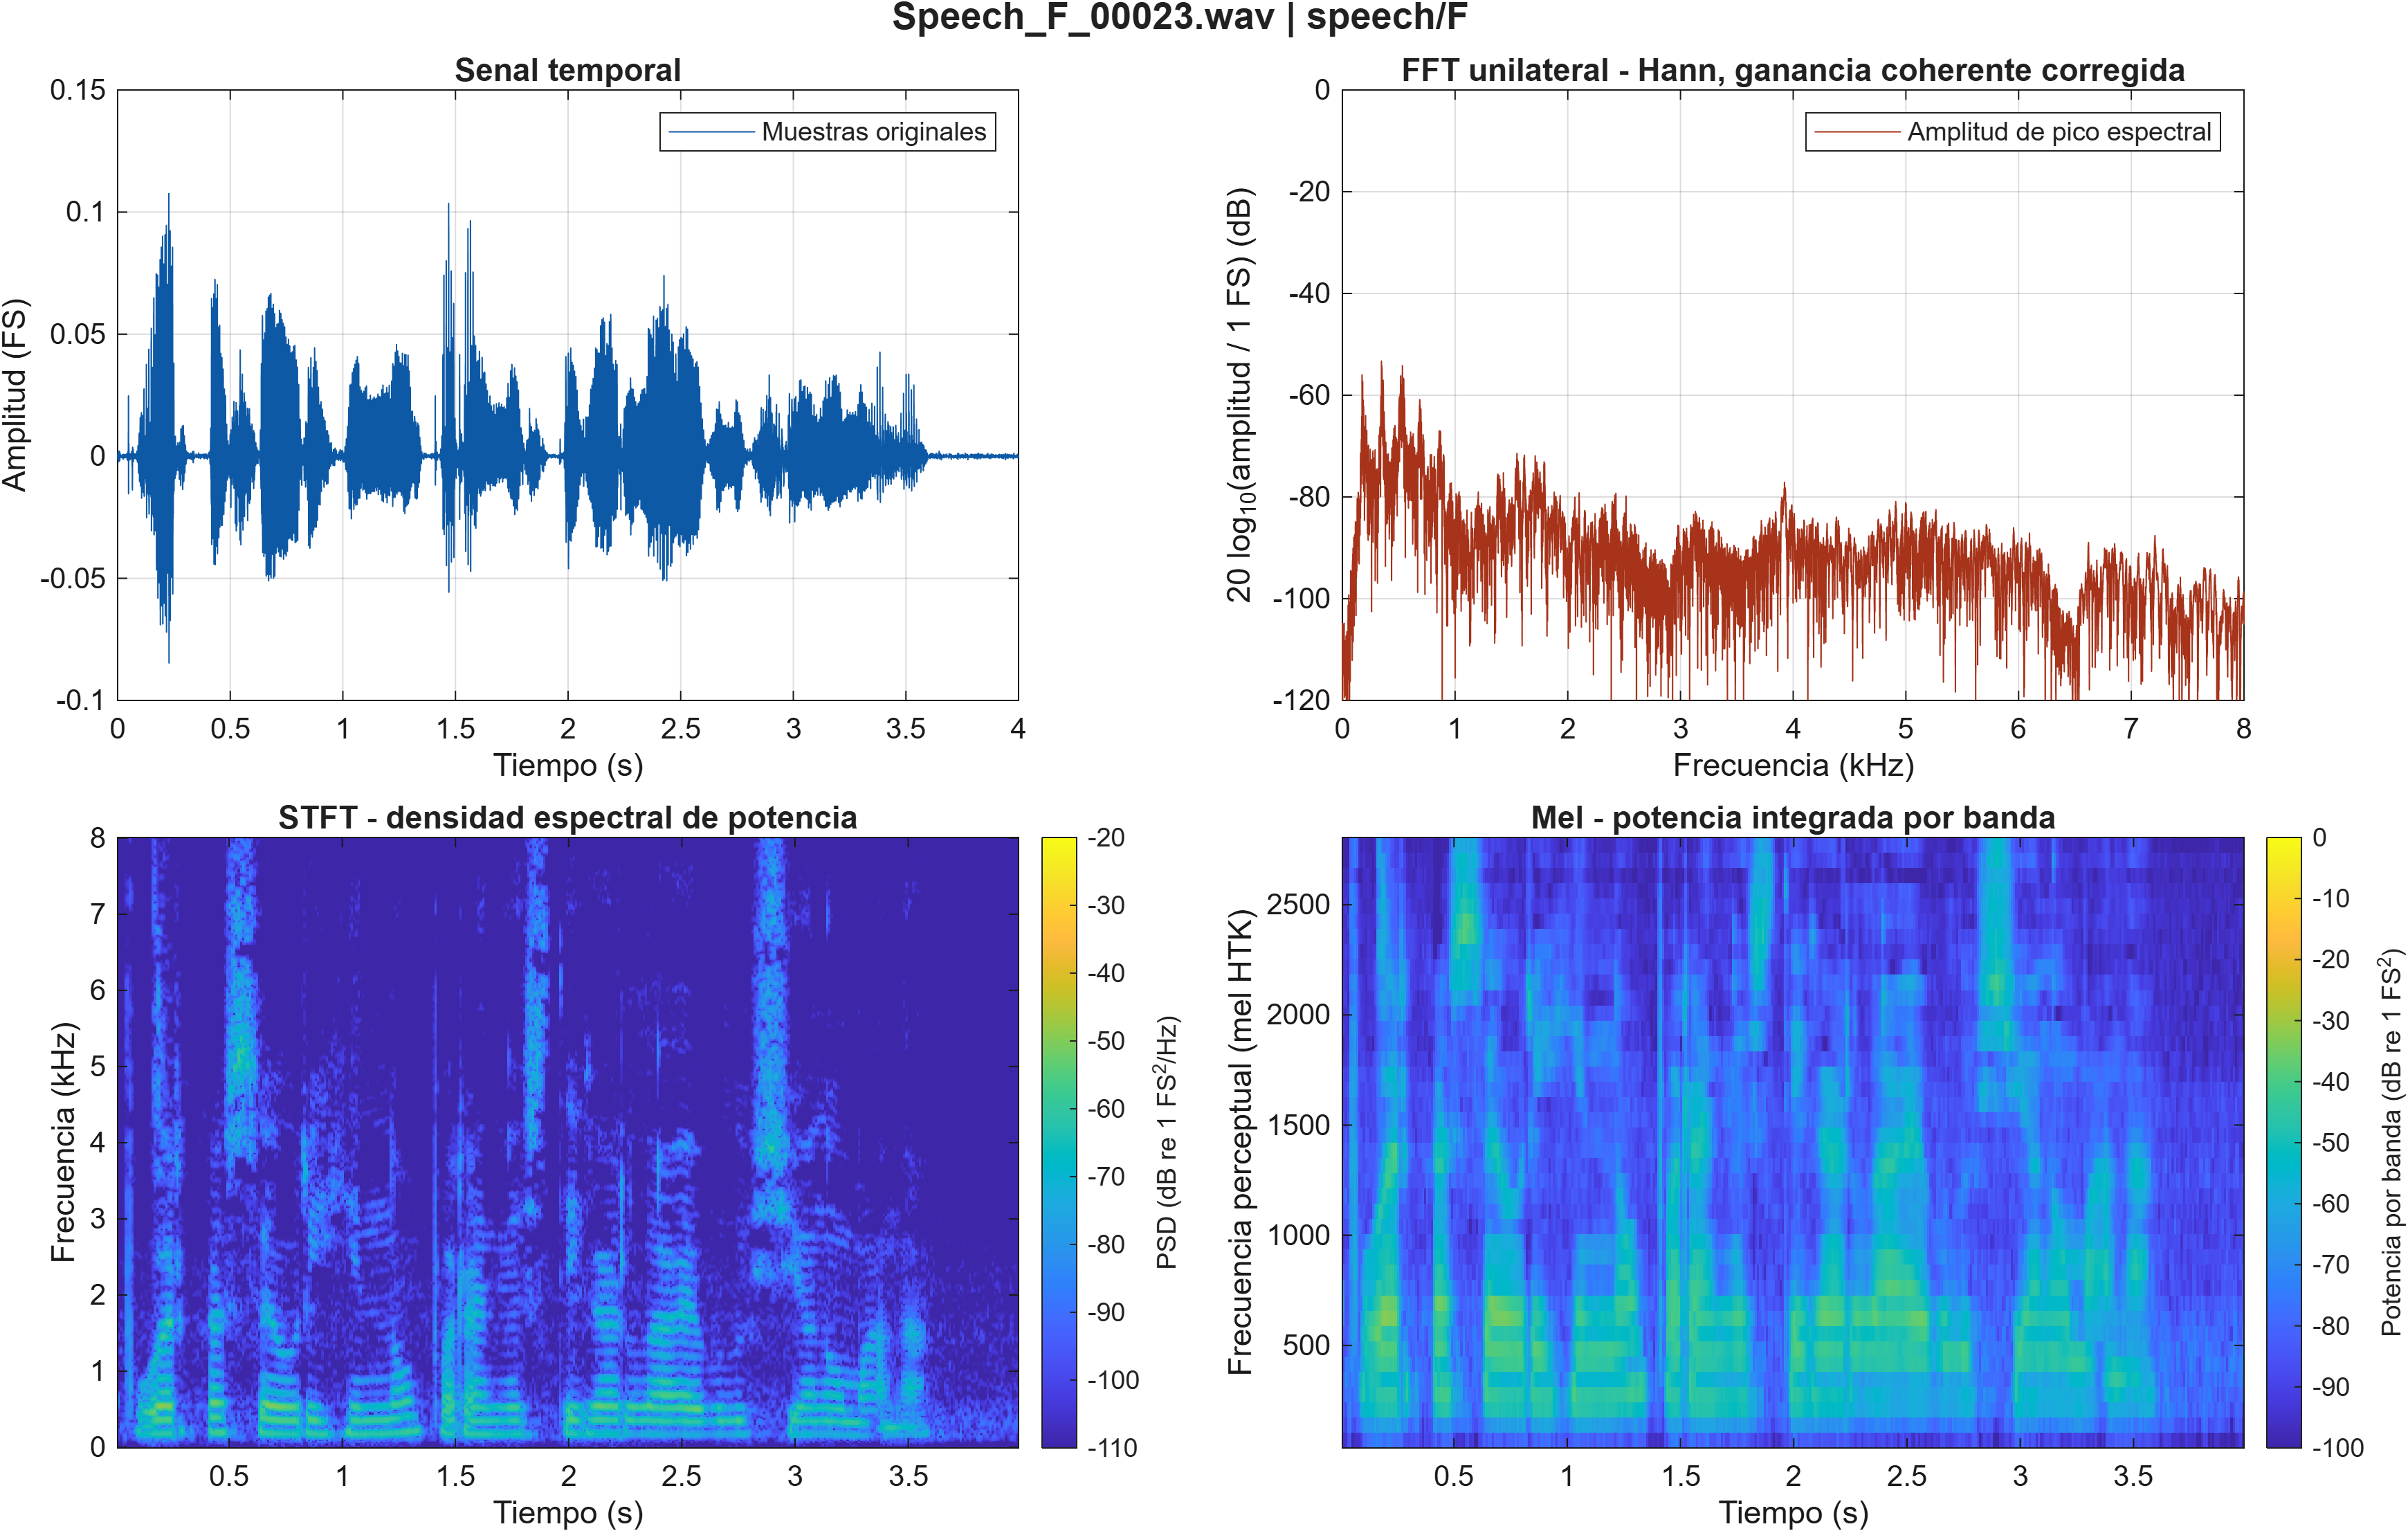 Speech_F_00023.wav | speech/F
Senal temporal
0.15
0.1
0.05
0
-0.05
-0.1
Amplitud (FS)
Muestras originales
0 0.5 1 1.5 2 2.5 3 3.5 4
Tiempo (s)
FFT unilateral - Hann, ganancia coherente corregida
0
-20
-40
-60
-80
-100
-120
20 log10(amplitud / 1 FS) (dB)
Amplitud de pico espectral
0 1 2 3 4 5 6 7 8
Frecuencia (kHz)
STFT - densidad espectral de potencia
8
7
6
5
4
3
2
1
0
Frecuencia (kHz)
0.5 1 1.5 2 2.5 3 3.5
Tiempo (s)
-20
-30
-40
-50
-60
-70
-80
-90
-100
-110
PSD (dB re 1 FS²/Hz)
Mel - potencia integrada por banda
2500
2000
1500
1000
500
Frecuencia perceptual (mel HTK)
0.5 1 1.5 2 2.5 3 3.5
Tiempo (s)
0
-10
-20
-30
-40
-50
-60
-70
-80
-90
-100
Potencia por banda (dB re 1 FS²)